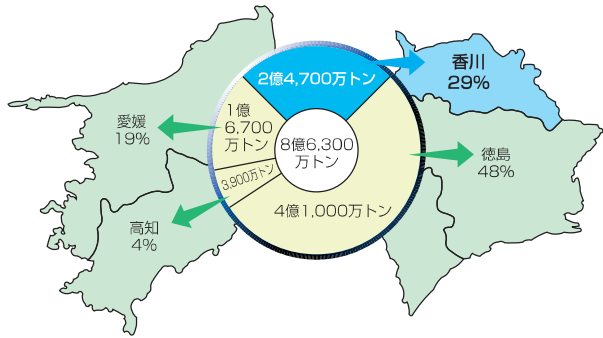 香川
29%
2億4,700万トン
愛媛
19%
1億
6,700
万トン
8億6,300
万トン
徳島
48%
3,900万トン
4億1,000万トン
高知
4%